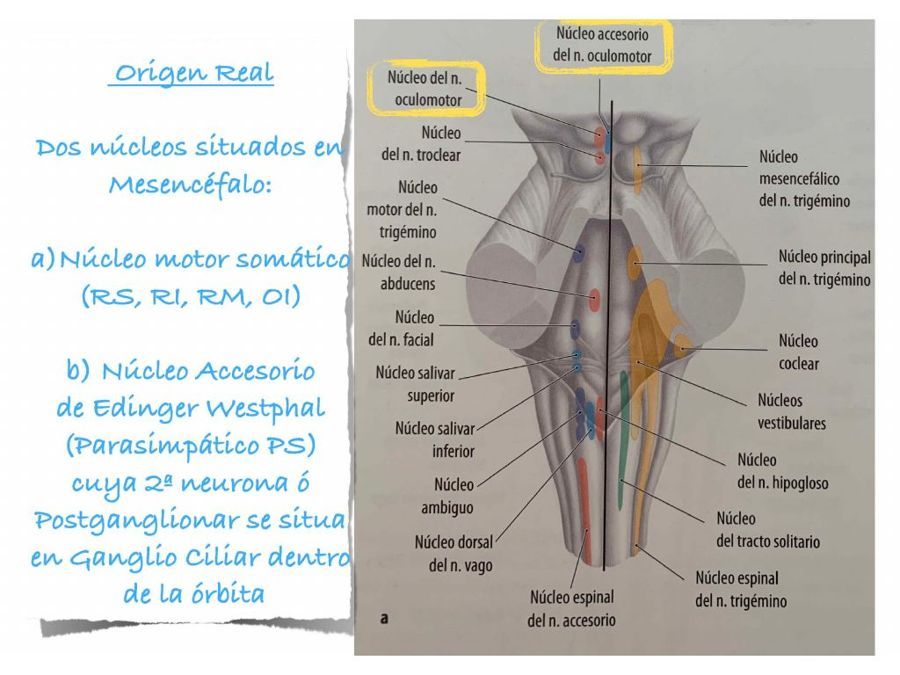 Origen Real
Dos núcleos situados en
Mesencéfalo:
a) Núcleo motor somático
(RS, RI, RM, OI)
b) Núcleo Accesorio
de Edinger Westphal
(Parasimpático PS)
cuya 2ª neurona ó
Postganglionar se situa
en Ganglio Ciliar dentro
de la órbita
Núcleo accesorio
del n. oculomotor
Núcleo del n.
oculomotor
Núcleo
del n. troclear
Núcleo
motor del n.
trigémino
Núcleo del n.
abducens
Núcleo
del n. facial
Núcleo salivar
superior
Núcleo salivar
inferior
Núcleo
ambiguo
Núcleo dorsal
del n. vago
Núcleo espinal
del n. accesorio
Núcleo
mesencefálico
del n. trigémino
Núcleo principal
del n. trigémino
Núcleo
coclear
Núcleos
vestibulares
Núcleo
del n. hipogloso
Núcleo
del tracto solitario
Núcleo espinal
del n. trigémino
a